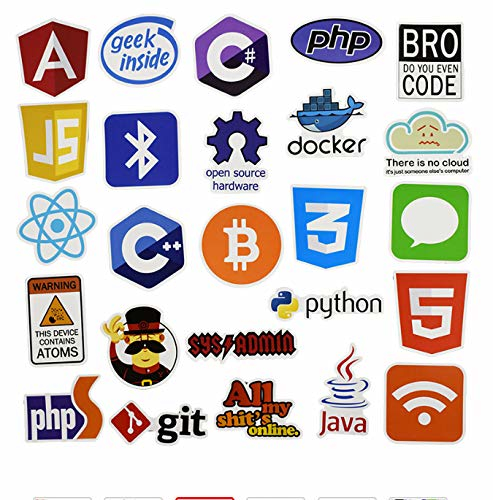 A
geek
inside
C#
php
BRO
DO YOU EVEN
CODE
JS
open source
hardware
docker
There is no cloud
it's just someone else's computer
C++
B
3
WARNING
THIS DEVICE
CONTAINS
ATOMS
SYS ADMIN
python
5
phpS
git
All
my
shit's
online.
Java